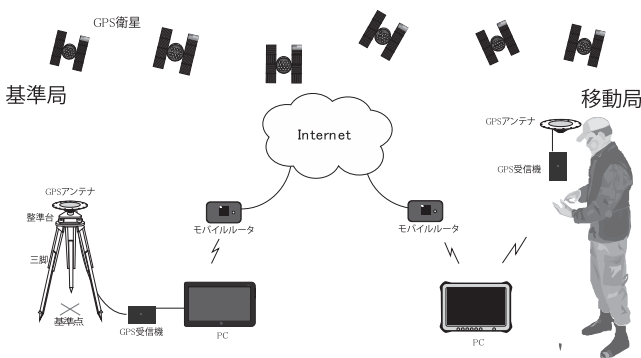 GPS衛星
基準局
移動局
Internet
GPSアンテナ
GPS受信機
GPSアンテナ
整準台
三脚
基準点
GPS受信機
モバイルルータ
PC
モバイルルータ
PC